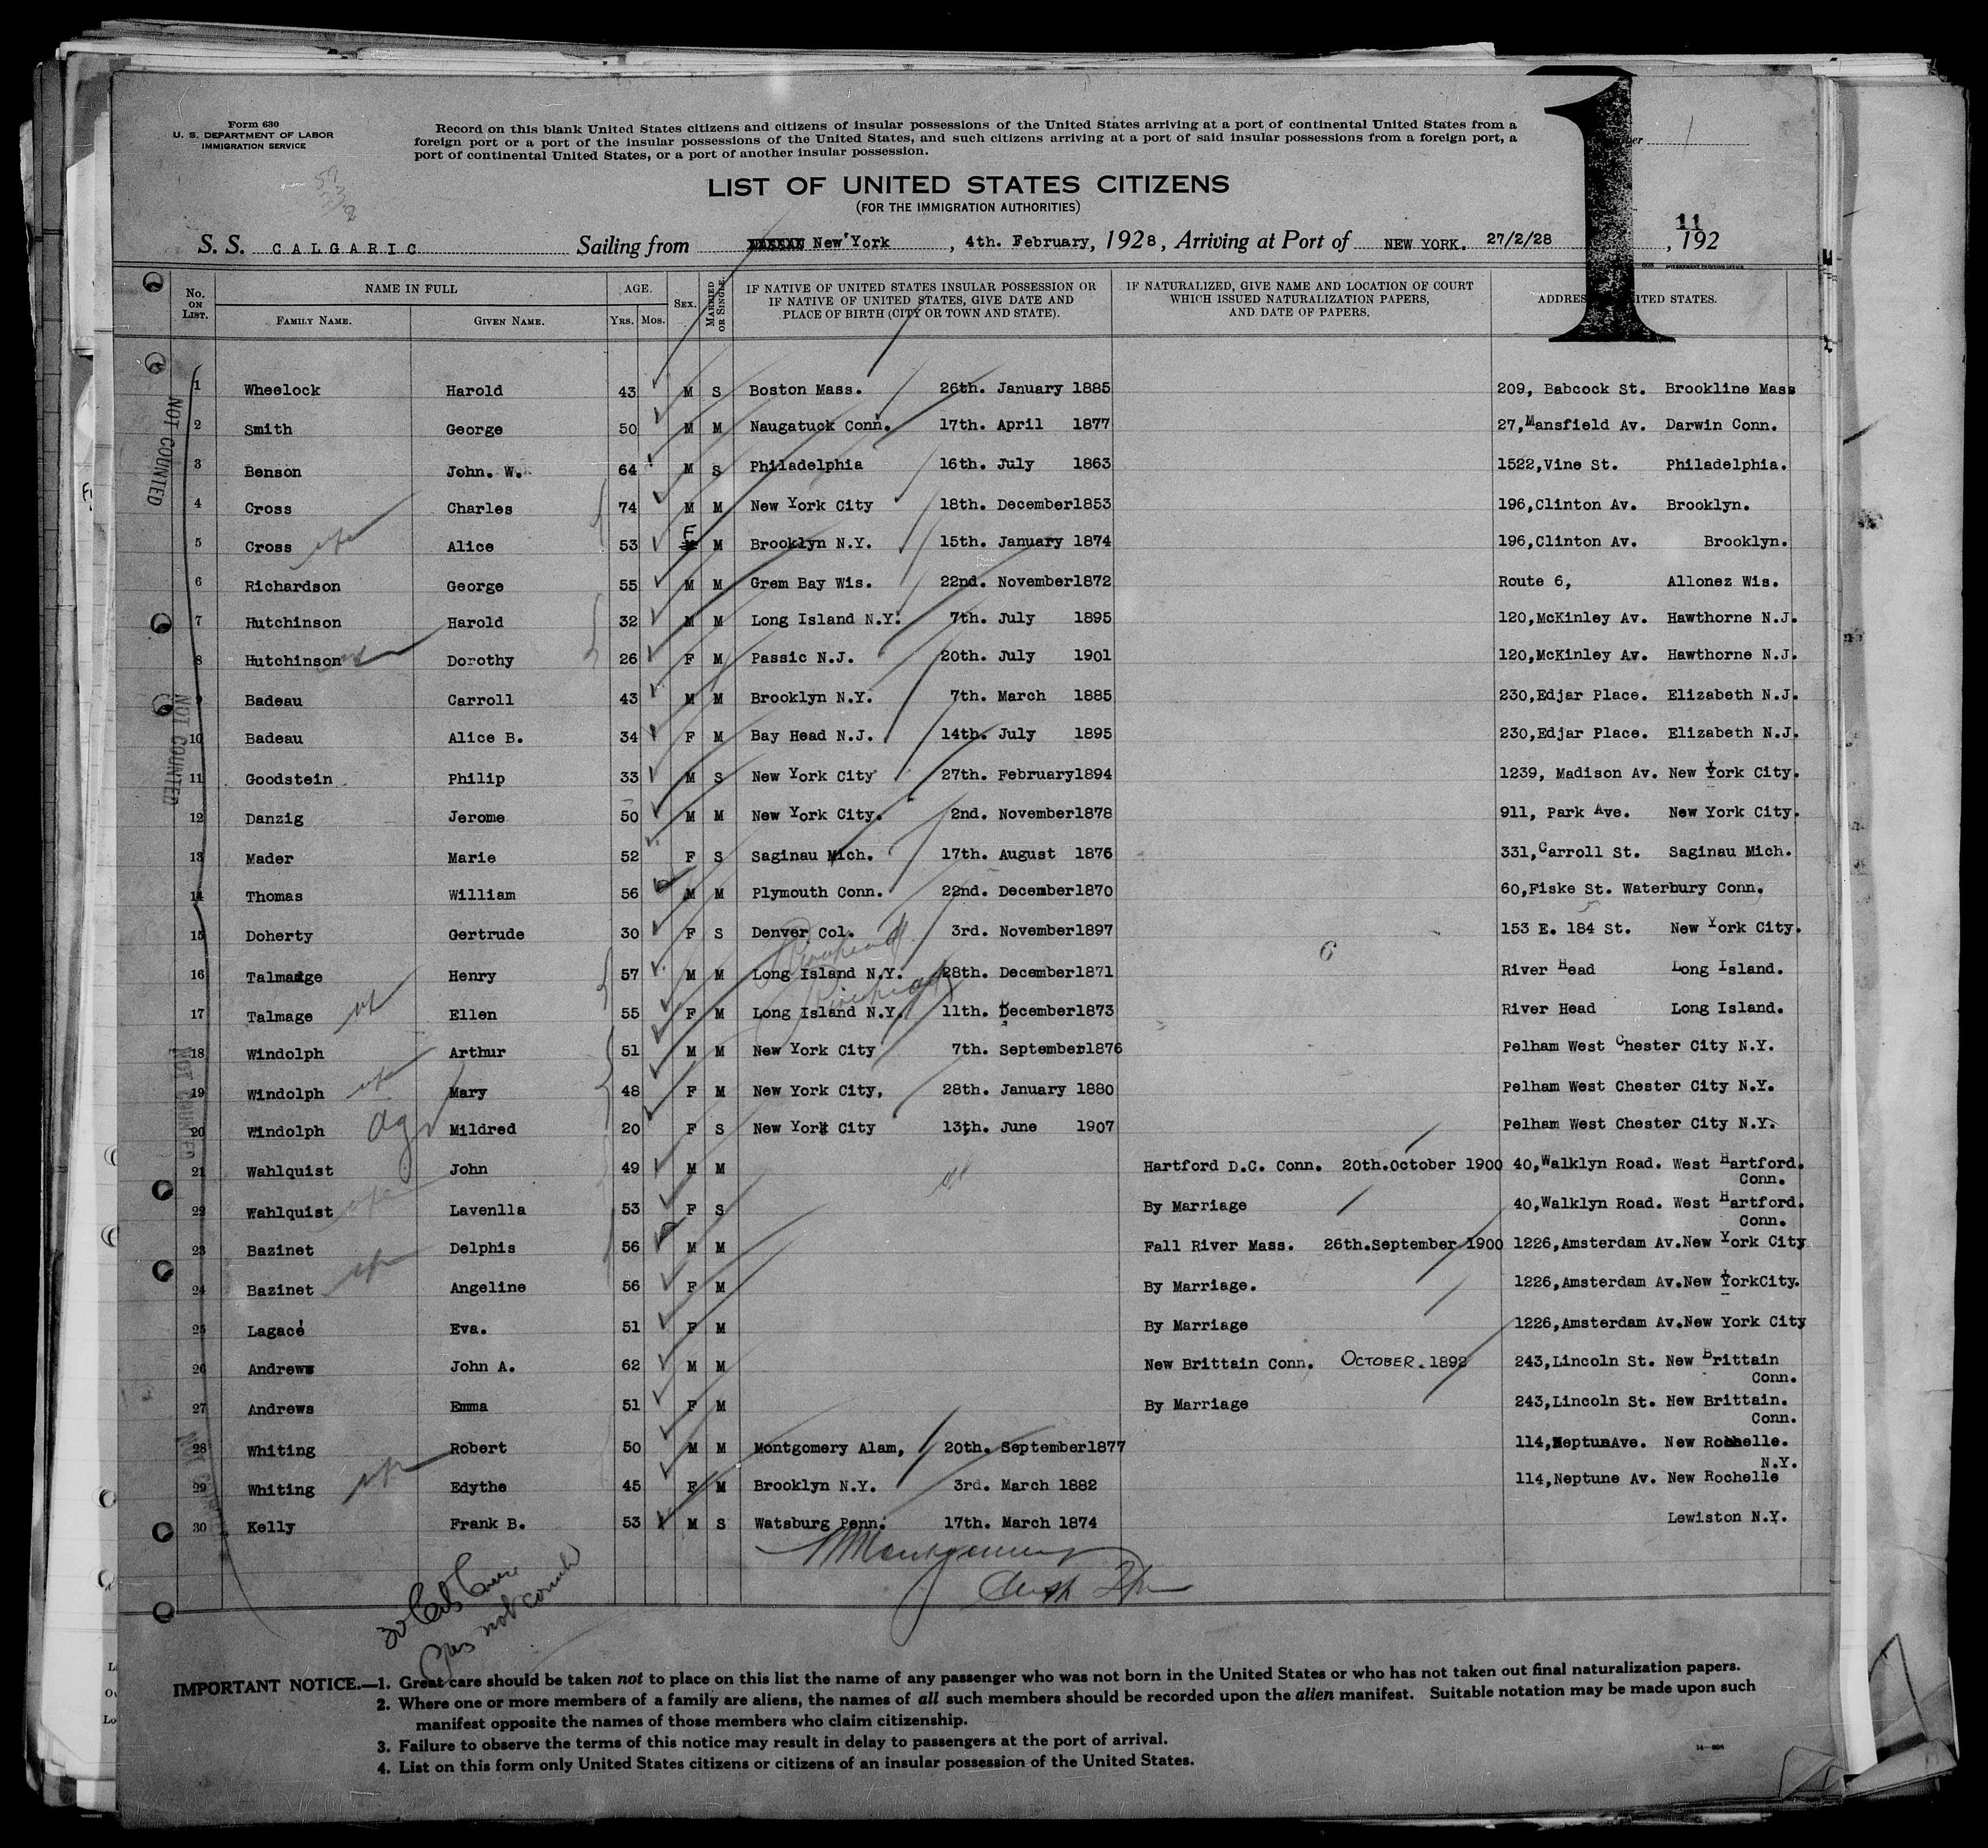 Form 630
U. S. DEPARTMENT OF LABOR
IMMIGRATION SERVICE
Record on this blank United States citizens and citizens of insular possessions of the United States arriving at a port of continental United States from a
foreign port or a port of the insular possessions of the United States, and such citizens arriving at a port of said insular possessions from a foreign port, a
port of continental United States, or a port of another insular possession.
1
LIST OF UNITED STATES CITIZENS
(FOR THE IMMIGRATION AUTHORITIES)
S. S. CALGARIC Sailing from New York, 4th. February, 1928, Arriving at Port of NEW YORK. 27/2/28, 192
11
No. ON LIST. NAME IN FULL AGE. SEX. MARRIED OR SINGLE. IF NATIVE OF UNITED STATES INSULAR POSSESSION OR IF NATIVE OF UNITED STATES, GIVE DATE AND PLACE OF BIRTH (CITY OR TOWN AND STATE). IF NATURALIZED, GIVE NAME AND LOCATION OF COURT WHICH ISSUED NATURALIZATION PAPERS, AND DATE OF PAPERS. ADDRES ITED STATES.
FAMILY NAME. GIVEN NAME. Yrs. Mos.
1 Wheelock Harold 43 M S Boston Mass. 26th. January 1885 209, Babcock St. Brookline Mass
2 Smith George 50 M M Naugatuck Conn. 17th. April 1877 27, Mansfield Av. Darwin Conn.
3 Benson John. W. 64 M S Philadelphia 16th. July 1863 1522, Vine St. Philadelphia.
4 Cross Charles 74 M M New York City 18th. December 1853 196, Clinton Av. Brooklyn.
5 Cross Alice 53 F M Brooklyn N.Y. 15th. January 1874 196, Clinton Av. Brooklyn.
6 Richardson George 55 M M Grem Bay Wis. 22nd. November 1872 Route 6, Allonez Wis.
7 Hutchinson Harold 32 M M Long Island N.Y. 7th. July 1895 120, McKinley Av. Hawthorne N.J.
8 Hutchinson Dorothy 26 F M Passic N.J. 20th. July 1901 120, McKinley Av. Hawthorne N.J.
9 Badeau Carroll 43 M M Brooklyn N.Y. 7th. March 1885 230, Edjar Place. Elizabeth N.J.
10 Badeau Alice B. 34 F M Bay Head N.J. 14th. July 1895 230, Edjar Place. Elizabeth N.J.
11 Goodstein Philip 33 M S New York City 27th. February 1894 1239, Madison Av. New York City.
12 Danzig Jerome 50 M M New York City. 2nd. November 1878 911, Park Ave. New York City.
13 Mader Marie 52 F S Saginau Mich. 17th. August 1876 331, Carroll St. Saginau Mich.
14 Thomas William 56 M M Plymouth Conn. 22nd. December 1870 60, Fiske St. Waterbury Conn.
15 Doherty Gertrude 30 F S Denver Col. 3rd. November 1897 153 E. 184 St. New York City.
16 Talmadge Henry 57 M M Long Island N.Y. 28th. December 1871 River Head Long Island.
17 Talmage Ellen 55 F M Long Island N.Y. 11th. December 1873 River Head Long Island.
18 Windolph Arthur 51 M M New York City 7th. September 1876 Pelham West Chester City N.Y.
19 Windolph Mary 48 F M New York City, 28th. January 1880 Pelham West Chester City N.Y.
20 Windolph Mildred 20 F S New York City 13th. June 1907 Pelham West Chester City N.Y.
21 Wahlquist John 49 M M Hartford D.C. Conn. 20th. October 1900 40, Walklyn Road. West Hartford. Conn.
22 Wahlquist Lavenlla 53 F S By Marriage 40, Walklyn Road. West Hartford. Conn.
23 Bazinet Delphis 56 M M Fall River Mass. 26th. September 1900 1226, Amsterdam Av. New York City
24 Bazinet Angeline 56 F M By Marriage. 1226, Amsterdam Av. New York City.
25 Lagacé Eva. 51 F M By Marriage 1226, Amsterdam Av. New York City
26 Andrews John A. 62 M M New Brittain Conn. OCTOBER. 1892 243, Lincoln St. New Brittain Conn.
27 Andrews Emma 51 F M By Marriage 243, Lincoln St. New Brittain. Conn.
28 Whiting Robert 50 M M Montgomery Alam, 20th. September 1877 114, Neptun Ave. New Rochelle. N.Y.
29 Whiting Edythe 45 F M Brooklyn N.Y. 3rd. March 1882 114, Neptune Av. New Rochelle
30 Kelly Frank B. 53 M S Watsburg Penn. 17th. March 1874 Lewiston N.Y.
NOT COUNTED
NOT COUNTED
NOT COUNTED
IMPORTANT NOTICE.—1. Great care should be taken not to place on this list the name of any passenger who was not born in the United States or who has not taken out final naturalization papers.
2. Where one or more members of a family are aliens, the names of all such members should be recorded upon the alien manifest. Suitable notation may be made upon such
manifest opposite the names of those members who claim citizenship.
3. Failure to observe the terms of this notice may result in delay to passengers at the port of arrival.
4. List on this form only United States citizens or citizens of an insular possession of the United States.